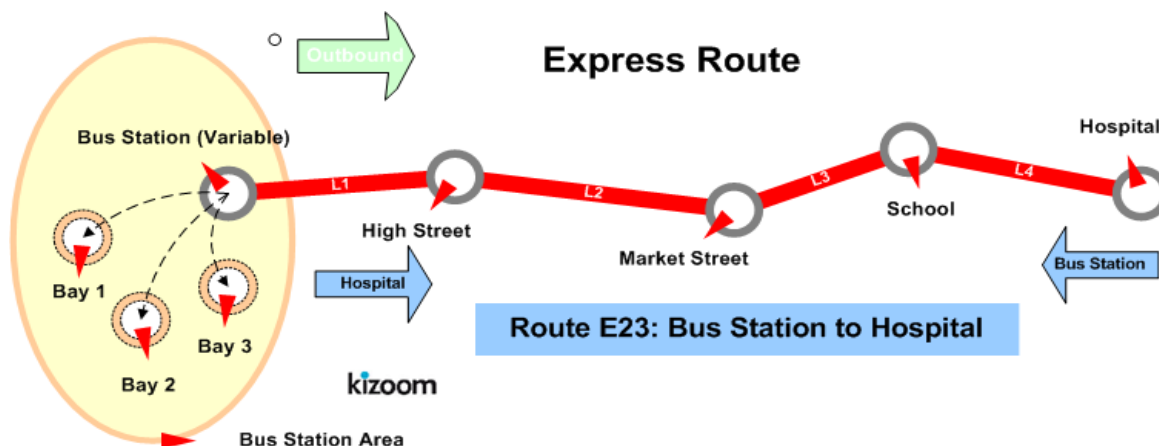 Outbound
Express Route
Bus Station (Variable)
Hospital
L1
L2
L3
L4
High Street
School
Market Street
Bay 1
Bay 2
Bay 3
Hospital
Bus Station
Route E23: Bus Station to Hospital
kizoom
Bus Station Area